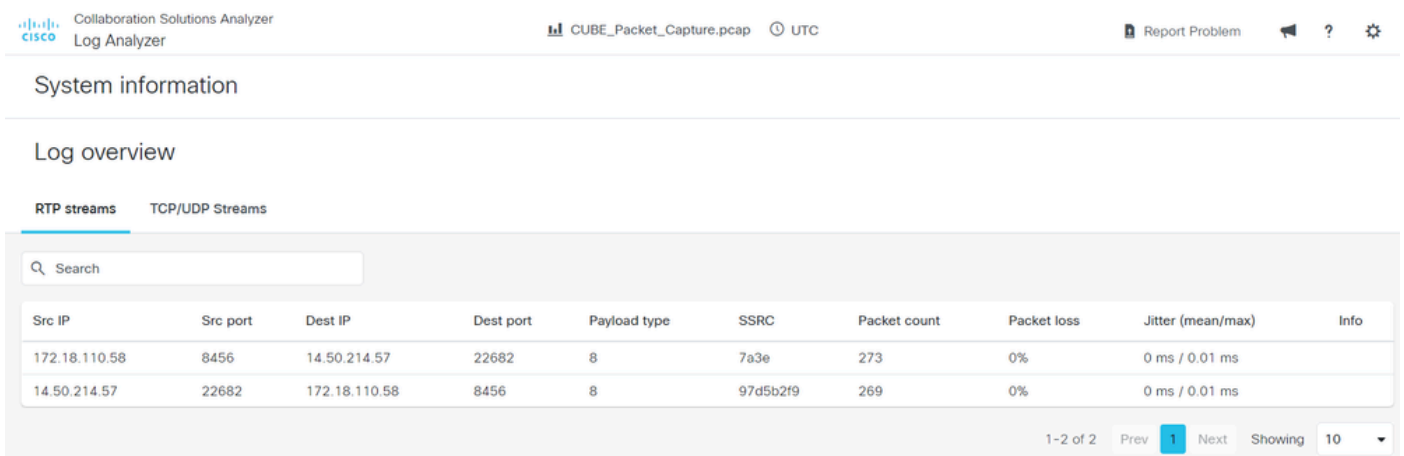 Collaboration Solutions Analyzer
CISCO Log Analyzer CUBE_Packet_Capture.pcap UTC Report Problem ?
System information
Log overview
RTP streams TCP/UDP Streams
Search
Src IP Src port Dest IP Dest port Payload type SSRC Packet count Packet loss Jitter (mean/max) Info
172.18.110.58 8456 14.50.214.57 22682 8 7a3e 273 0% 0 ms / 0.01 ms
14.50.214.57 22682 172.18.110.58 8456 8 97d5b2f9 269 0% 0 ms / 0.01 ms
1-2 of 2 Prev 1 Next Showing 10